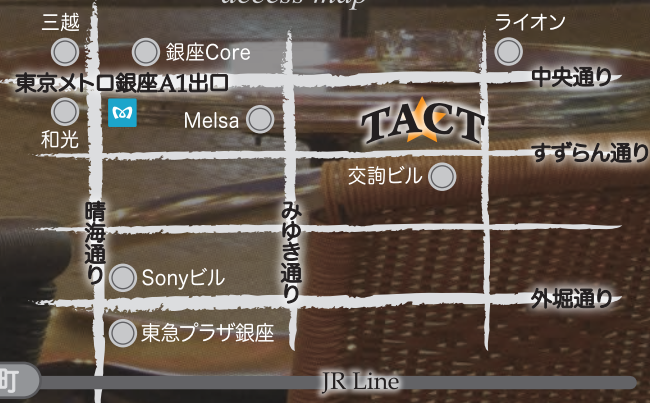 access map
三越
ライオン
銀座Core
東京メトロ銀座A1出口
中央通り
Melsa
TACT
和光
すずらん通り
交詢ビル
晴海通り
みゆき通り
Sonyビル
外堀通り
東急プラザ銀座
町
JR Line